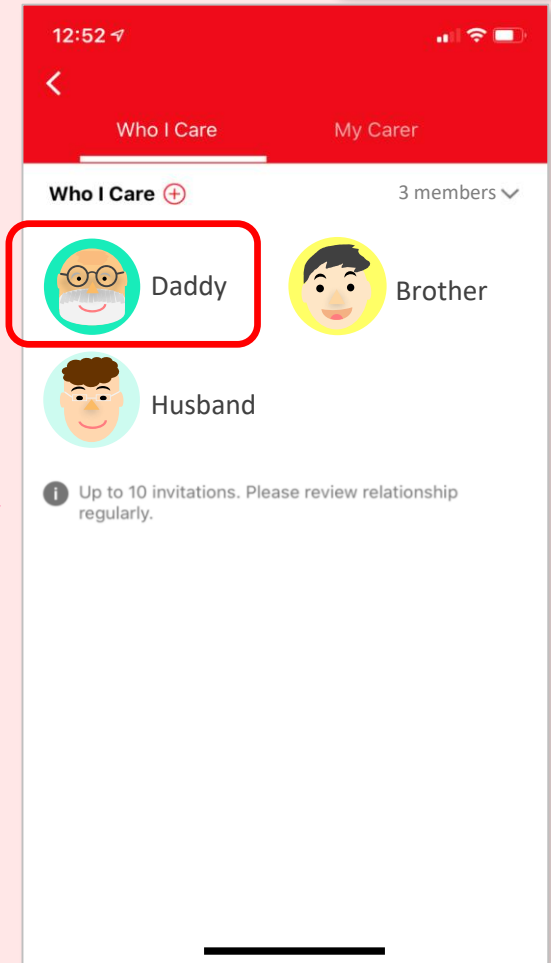 12:52
Who I Care My Carer
Who I Care 3 members
Daddy Brother
Husband
Up to 10 invitations. Please review relationship
regularly.